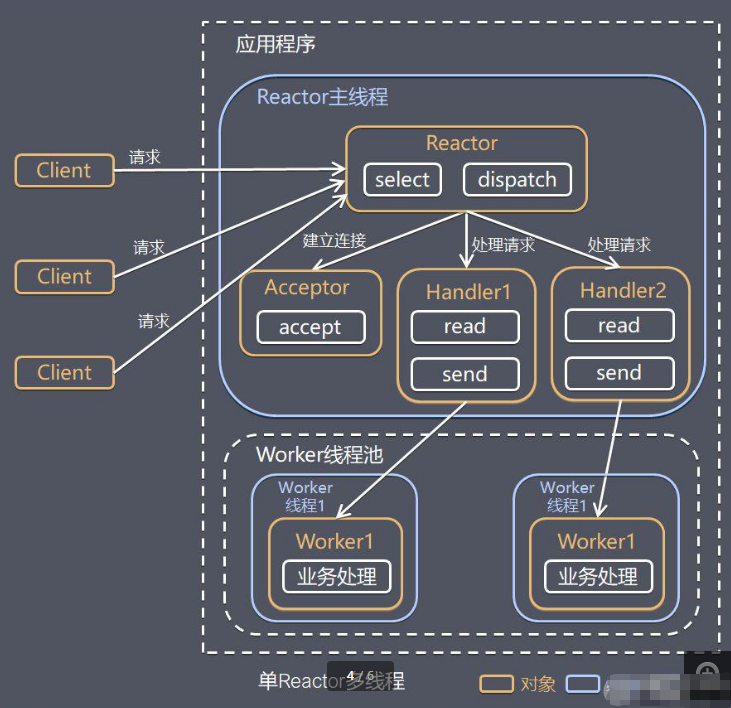 应用程序
Reactor主线程
Reactor
select
dispatch
Client
请求
Client
请求
Client
请求
建立连接
处理请求
处理请求
Acceptor
accept
Handler1
read
send
Handler2
read
send
Worker线程池
Worker
线程1
Worker1
业务处理
Worker
线程1
Worker1
业务处理
单Reactor多线程
4 / 6
对象